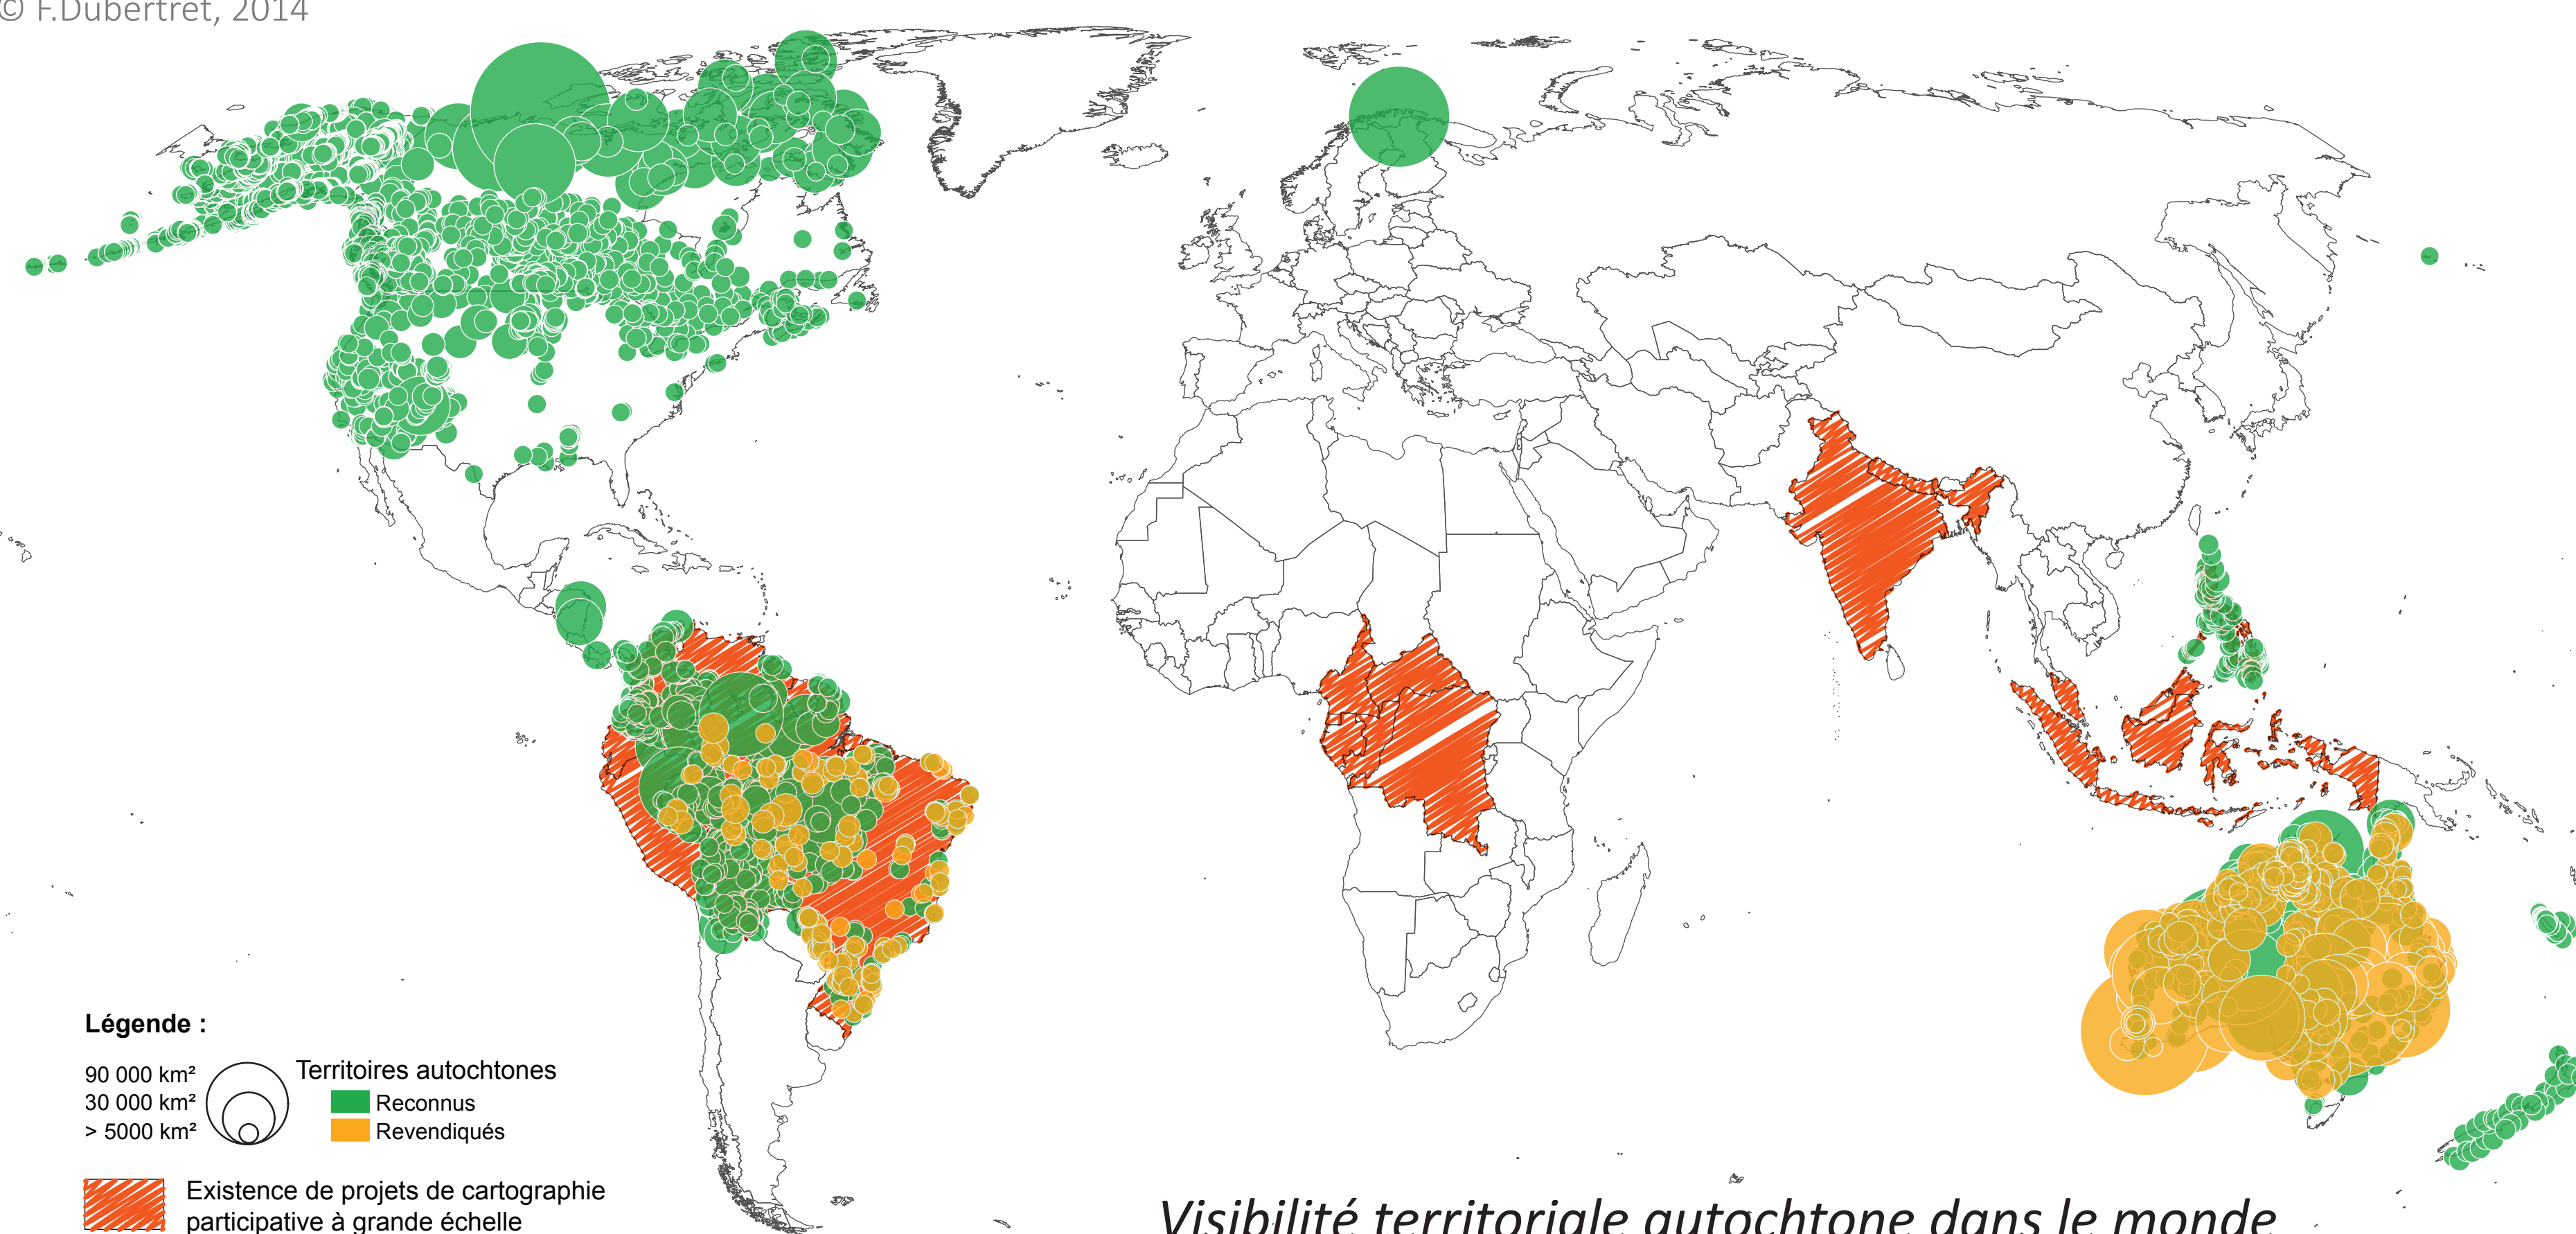 © F.Dubertret, 2014
Légende :
90 000 km²
30 000 km²
> 5000 km²
Territoires autochtones
Reconnus
Revendiqués
Existence de projets de cartographie
participative à grande échelle
Visibilité territoriale autochtone dans le monde